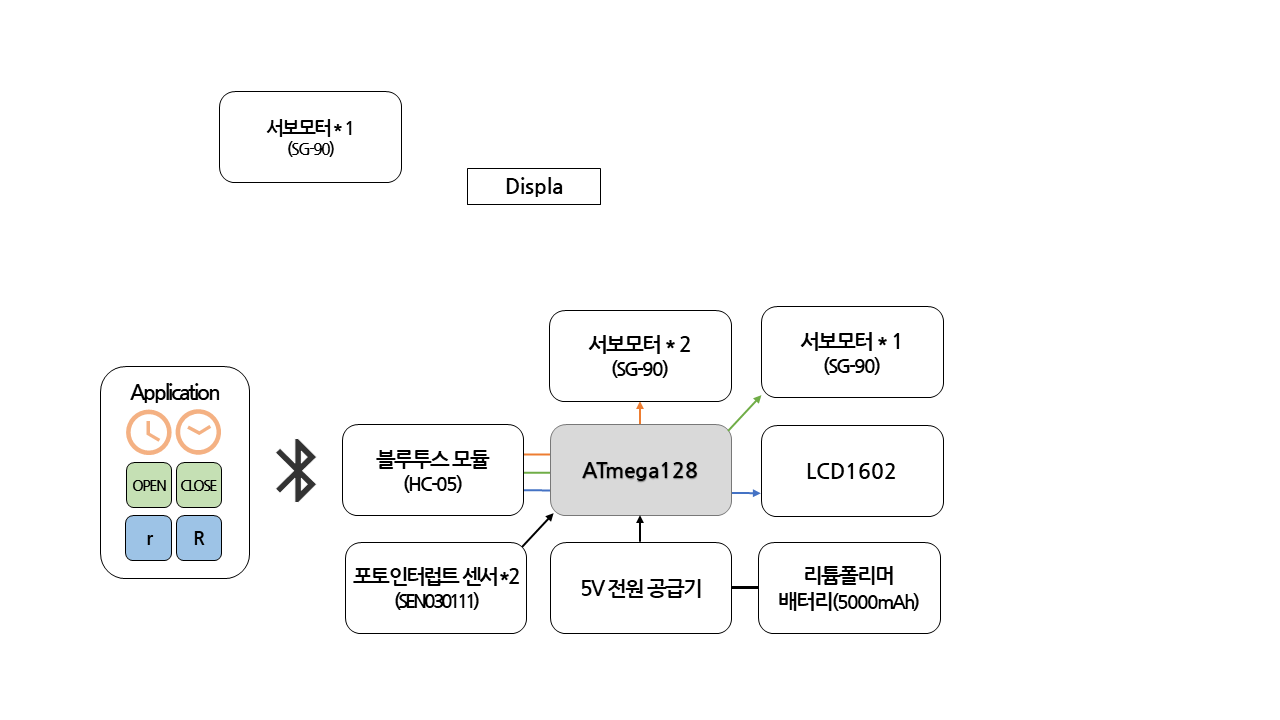 서보모터 * 1
(SG-90)
Displa
서보모터 * 2
(SG-90)
서보모터 * 1
(SG-90)
Application
OPEN
CLOSE
r
R
블루투스 모듈
(HC-05)
ATmega128
LCD1602
포토인터럽트 센서*2
(SEN030111)
5V 전원 공급기
리튬폴리머
배터리(5000mAh)